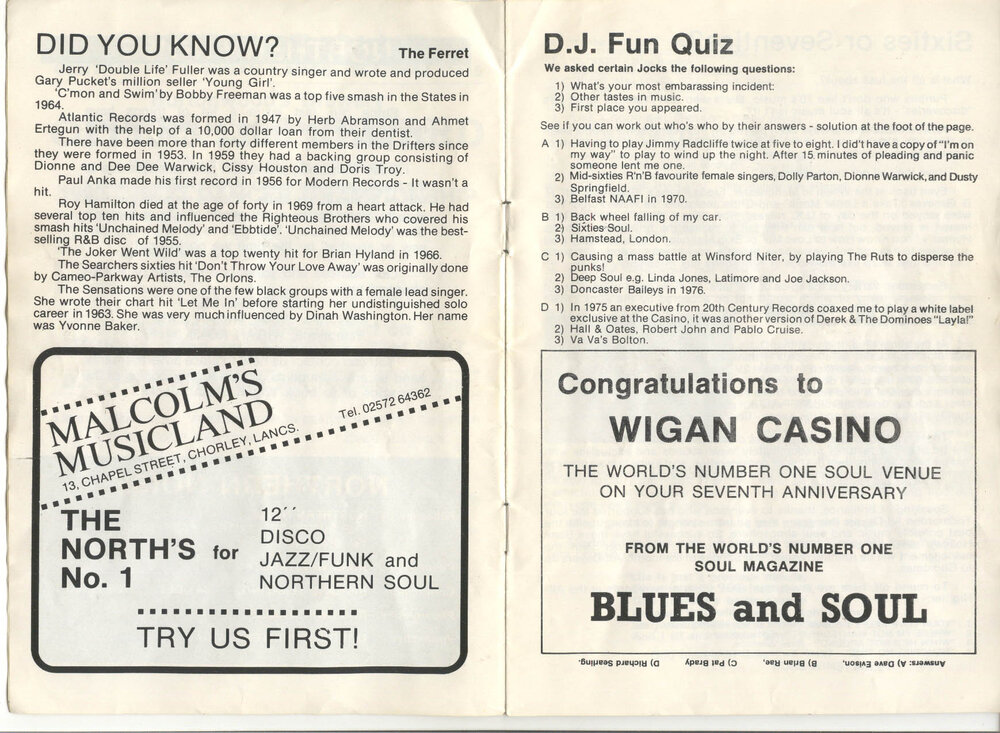 DID YOU KNOW?
The Ferret
Jerry 'Double Life' Fuller was a country singer and wrote and produced
Gary Pucket's million seller 'Young Girl'.
'C'mon and Swim' by Bobby Freeman was a top five smash in the States in
1964.
Atlantic Records was formed in 1947 by Herb Abramson and Ahmet
Ertegun with the help of a 10,000 dollar loan from their dentist.
There have been more than forty different members in the Drifters since
they were formed in 1953. In 1959 they had a backing group consisting of
Dionne and Dee Dee Warwick, Cissy Houston and Doris Troy.
Paul Anka made his first record in 1956 for Modern Records - It wasn't a
hit.
Roy Hamilton died at the age of forty in 1969 from a heart attack. He had
several top ten hits and influenced the Righteous Brothers who covered his
smash hits 'Unchained Melody' and 'Ebbtide'. 'Unchained Melody' was the best-
selling R&B disc of 1955.
'The Joker Went Wild' was a top twenty hit for Brian Hyland in 1966.
The Searchers sixties hit 'Don't Throw Your Love Away' was originally done
by Cameo-Parkway Artists, The Orlons.
The Sensations were one of the few black groups with a female lead singer.
She wrote their chart hit 'Let Me In' before starting her undistinguished solo
career in 1963. She was very much influenced by Dinah Washington. Her name
was Yvonne Baker.
MALCOLM'S
MUSICLAND
13, CHAPEL STREET, CHORLEY, LANCS.
Tel. 02572 64362
THE
NORTH'S for
No. 1
12´´
DISCO
JAZZ/FUNK and
NORTHERN SOUL
TRY US FIRST!
D.J. Fun Quiz
We asked certain Jocks the following questions:
1) What's your most embarassing incident:
2) Other tastes in music.
3) First place you appeared.
See if you can work out who's who by their answers - solution at the foot of the page.
A 1) Having to play Jimmy Radcliffe twice at five to eight. I did't have a copy of "I'm on
my way" to play to wind up the night. After 15 minutes of pleading and panic
someone lent me one.
2) Mid-sixties R'n'B favourite female singers, Dolly Parton, Dionne Warwick, and Dusty
Springfield.
3) Belfast NAAFI in 1970.
B 1) Back wheel falling of my car.
2) Sixties Soul.
3) Hamstead, London.
C 1) Causing a mass battle at Winsford Niter, by playing The Ruts to disperse the
punks!
2) Deep Soul e.g. Linda Jones, Latimore and Joe Jackson.
3) Doncaster Baileys in 1976.
D 1) In 1975 an executive from 20th Century Records coaxed me to play a white label
exclusive at the Casino, it was another version of Derek & The Dominoes "Layla!"
2) Hall & Oates, Robert John and Pablo Cruise.
3) Va Va's Bolton.
Congratulations to
WIGAN CASINO
THE WORLD'S NUMBER ONE SOUL VENUE
ON YOUR SEVENTH ANNIVERSARY
FROM THE WORLD'S NUMBER ONE
SOUL MAGAZINE
BLUES and SOUL
Answers: A) Dave Evison. B) Brian Rae, C) Pat Brady D) Richard Searling.